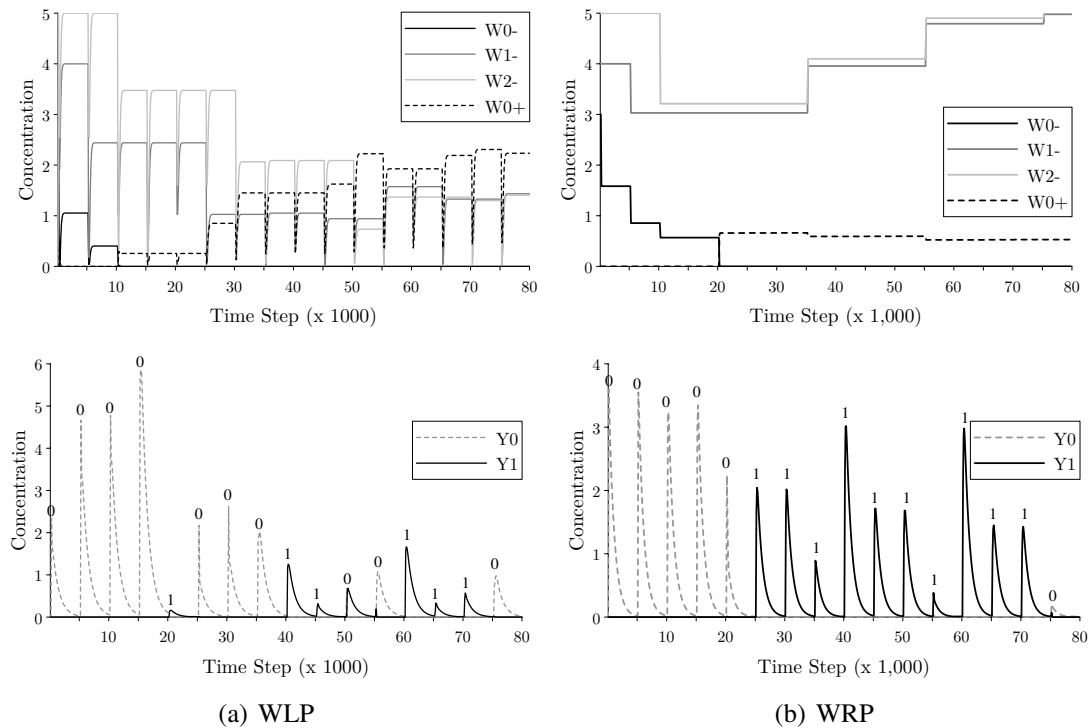 5
4
3
2
1
0
Concentration
W0-
W1-
W2-
W0+
10 20 30 40 50 60 70 80
Time Step (x 1000)
5
4
3
2
1
0
Concentration
W0-
W1-
W2-
W0+
10 20 30 40 50 60 70 80
Time Step (x 1,000)
6
5
4
3
2
1
0
Concentration
0 0 0 0 1 0 0 0 1 1 0 1 0 1 1 1 0
Y0
Y1
10 20 30 40 50 60 70 80
Time Step (x 1000)
4
3
2
1
0
Concentration
0 0 0 0 0 1 1 1 1 1 1 1 1 1 1 0
Y0
Y1
10 20 30 40 50 60 70 80
Time Step (x 1,000)
(a) WLP
(b) WRP